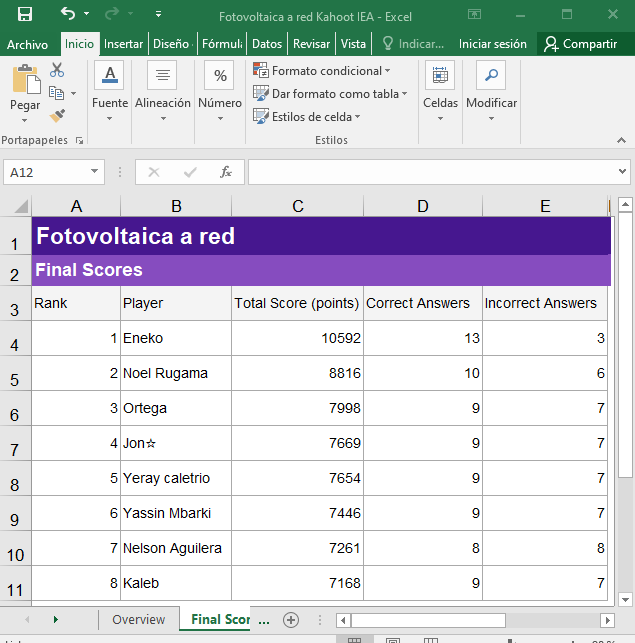 Fotovoltaica a red Kahoot IEA - Excel
Archivo Inicio Insertar Diseño Fórmul Datos Revisar Vista Indicar... Iniciar sesión Compartir
Pegar Fuente Alineación Número Formato condicional Celdas Modificar
Dar formato como tabla
Estilos de celda
Portapapeles Estilos
A12 fx
A B C D E
1 Fotovoltaica a red
2 Final Scores
3 Rank Player Total Score (points) Correct Answers Incorrect Answers
4 1 Eneko 10592 13 3
5 2 Noel Rugama 8816 10 6
6 3 Ortega 7998 9 7
7 4 Jon☆ 7669 9 7
8 5 Yeray caletrio 7654 9 7
9 6 Yassin Mbarki 7446 9 7
10 7 Nelson Aguilera 7261 8 8
11 8 Kaleb 7168 9 7
Overview Final Scor ...